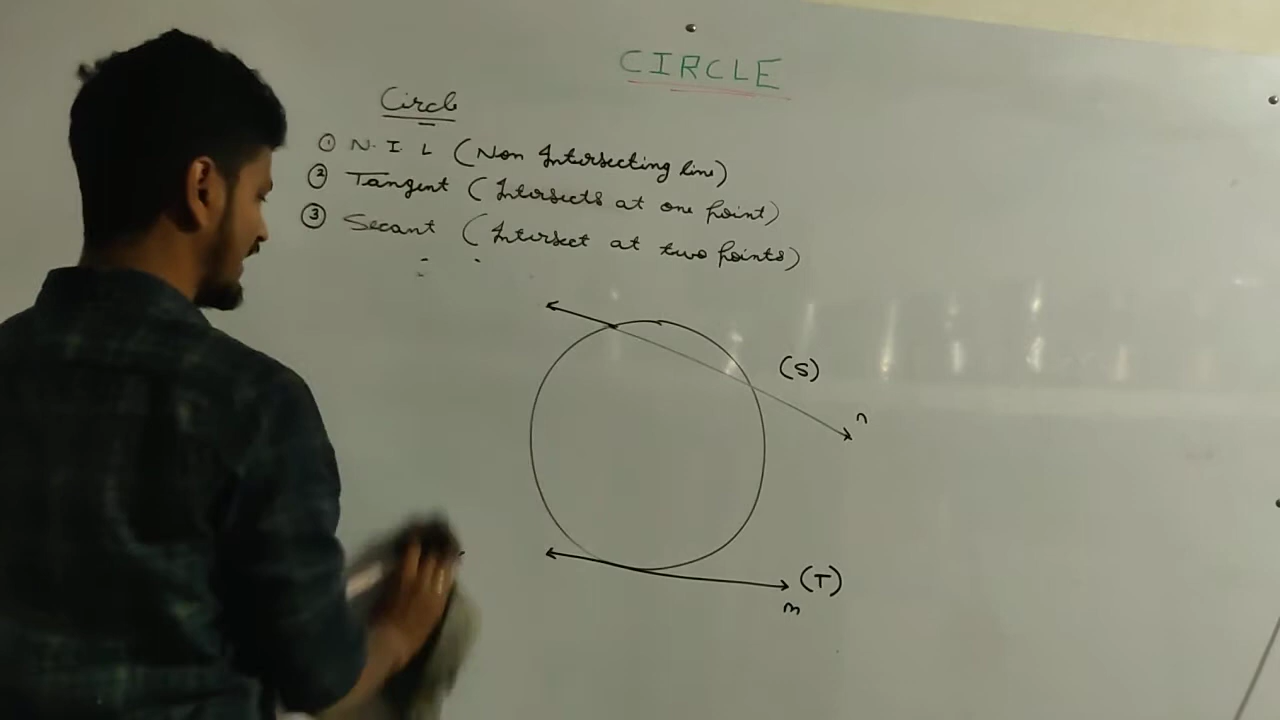 CIRCLE
Circle
① N. I. L (Non Intersecting line)
② Tangent (Intersects at one point)
③ Secant (Intersect at two points)
(S)
n
(T)
m